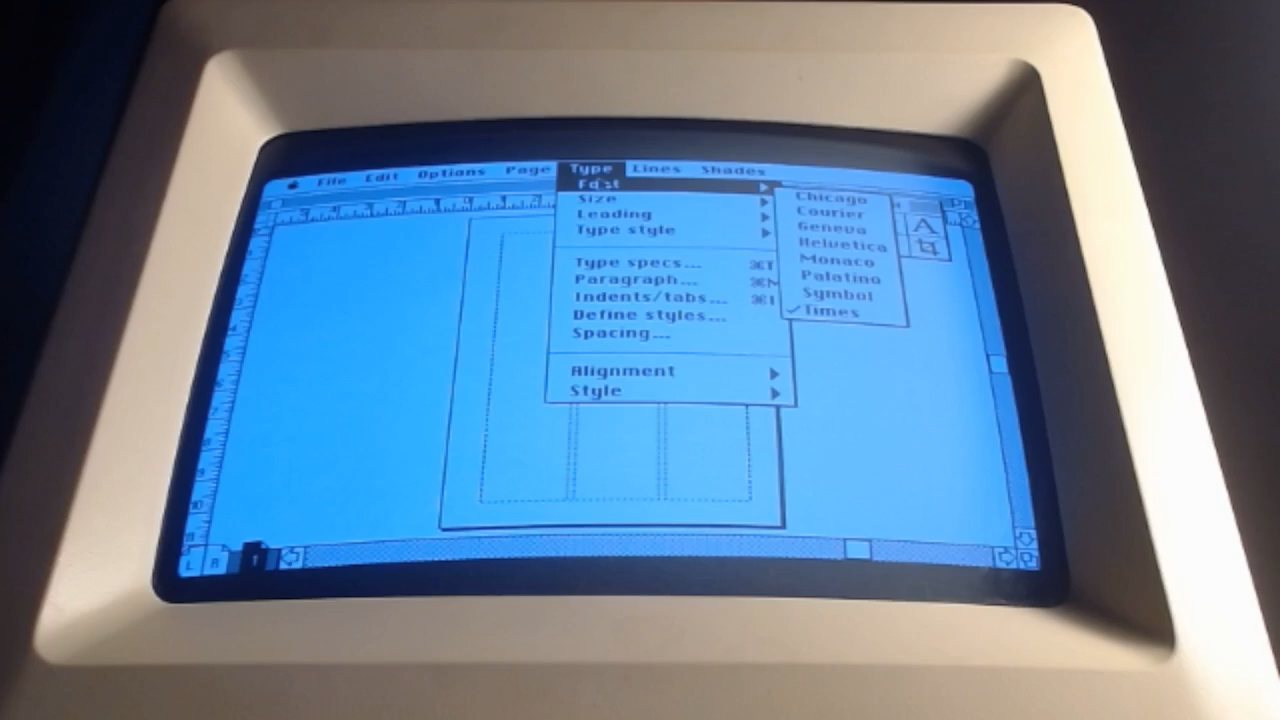 File Edit Options Page Type Lines Shades
Font
Size
Leading
Type style
Type specs... ⌘T
Paragraph... ⌘M
Indents/tabs... ⌘I
Define styles...
Spacing...
Alignment
Style
Chicago
Courier
Geneva
Helvetica
Monaco
Palatino
Symbol
✓Times
A
L R 1